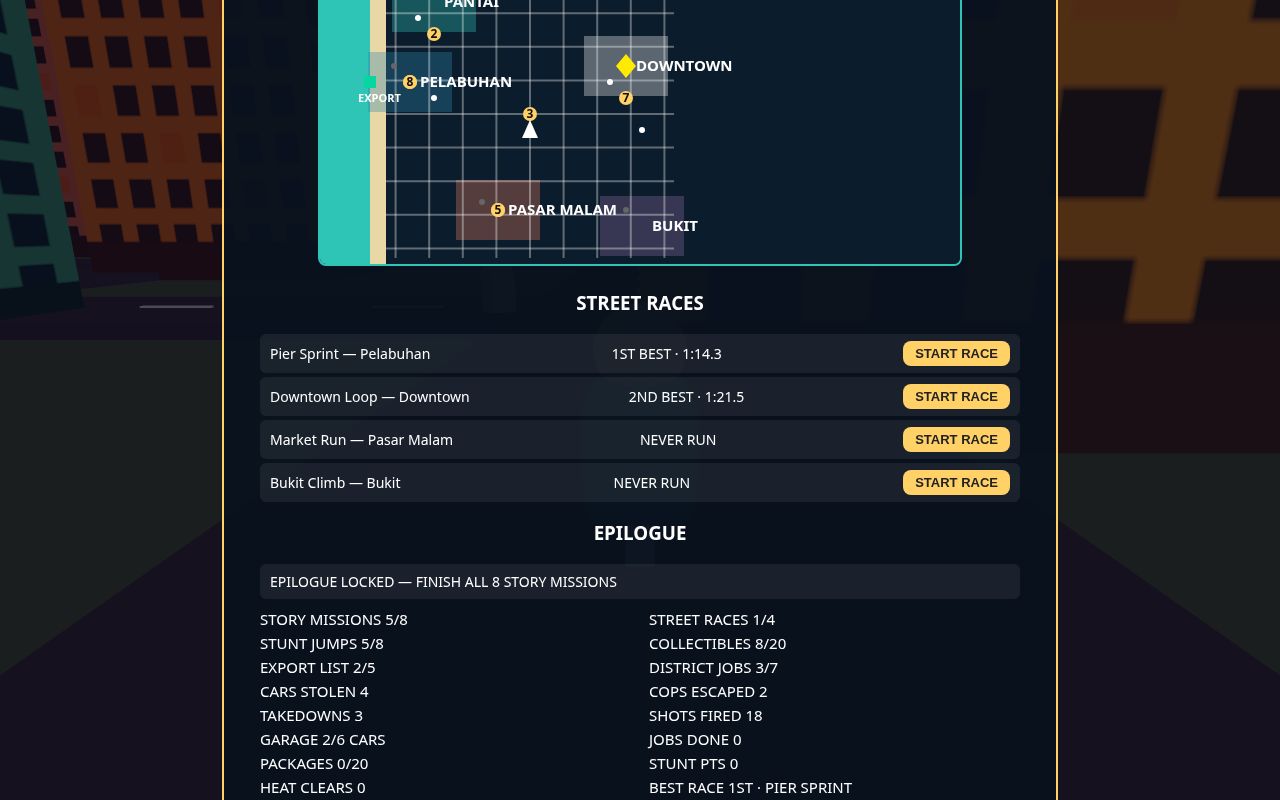 PANTAI
2
DOWNTOWN
8 PELABUHAN
EXPORT
7
3
5 PASAR MALAM
BUKIT
STREET RACES
Pier Sprint — Pelabuhan 1ST BEST · 1:14.3 START RACE
Downtown Loop — Downtown 2ND BEST · 1:21.5 START RACE
Market Run — Pasar Malam NEVER RUN START RACE
Bukit Climb — Bukit NEVER RUN START RACE
EPILOGUE
EPILOGUE LOCKED — FINISH ALL 8 STORY MISSIONS
STORY MISSIONS 5/8 STREET RACES 1/4
STUNT JUMPS 5/8 COLLECTIBLES 8/20
EXPORT LIST 2/5 DISTRICT JOBS 3/7
CARS STOLEN 4 COPS ESCAPED 2
TAKEDOWNS 3 SHOTS FIRED 18
GARAGE 2/6 CARS JOBS DONE 0
PACKAGES 0/20 STUNT PTS 0
HEAT CLEARS 0 BEST RACE 1ST · PIER SPRINT